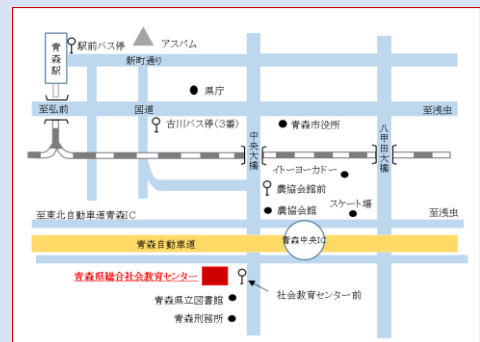 アスパム
駅前バス停
青森駅
新町通り
県庁
至弘前
国道
至浅虫
古川バス停(3番)
青森市役所
中央大橋
八甲田大橋
イトーヨーカドー
農協会館前
農協会館
スケート場
至東北自動車道青森IC
至浅虫
青森自動車道
青森中央IC
青森県総合社会教育センター
社会教育センター前
青森県立図書館
青森刑務所